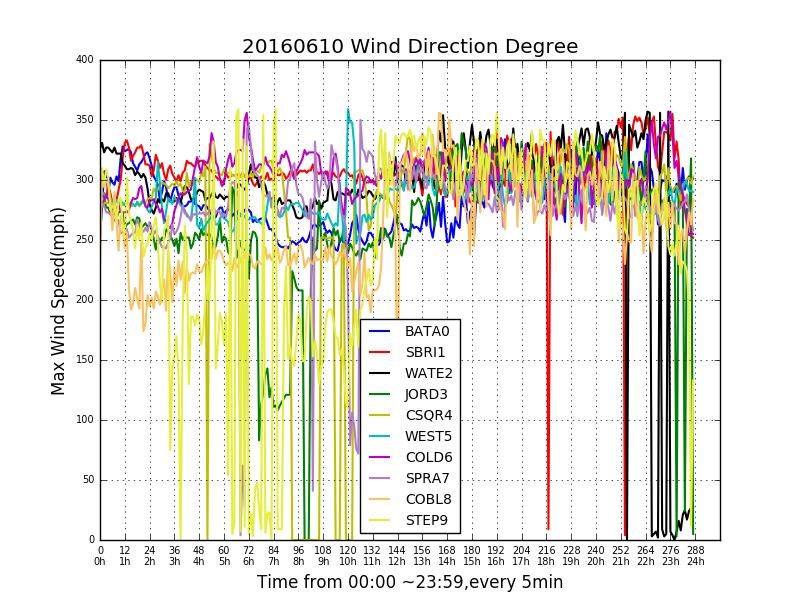 20160610 Wind Direction Degree
Max Wind Speed(mph)
400
350
300
250
200
150
100
50
0
BATA0
SBRI1
WATE2
JORD3
CSQR4
WEST5
COLD6
SPRA7
COBL8
STEP9
0 12 24 36 48 60 72 84 96 108 120 132 144 156 168 180 192 204 216 228 240 252 264 276 288
0h 1h 2h 3h 4h 5h 6h 7h 8h 9h 10h 11h 12h 13h 14h 15h 16h 17h 18h 19h 20h 21h 22h 23h 24h
Time from 00:00 ~23:59,every 5min